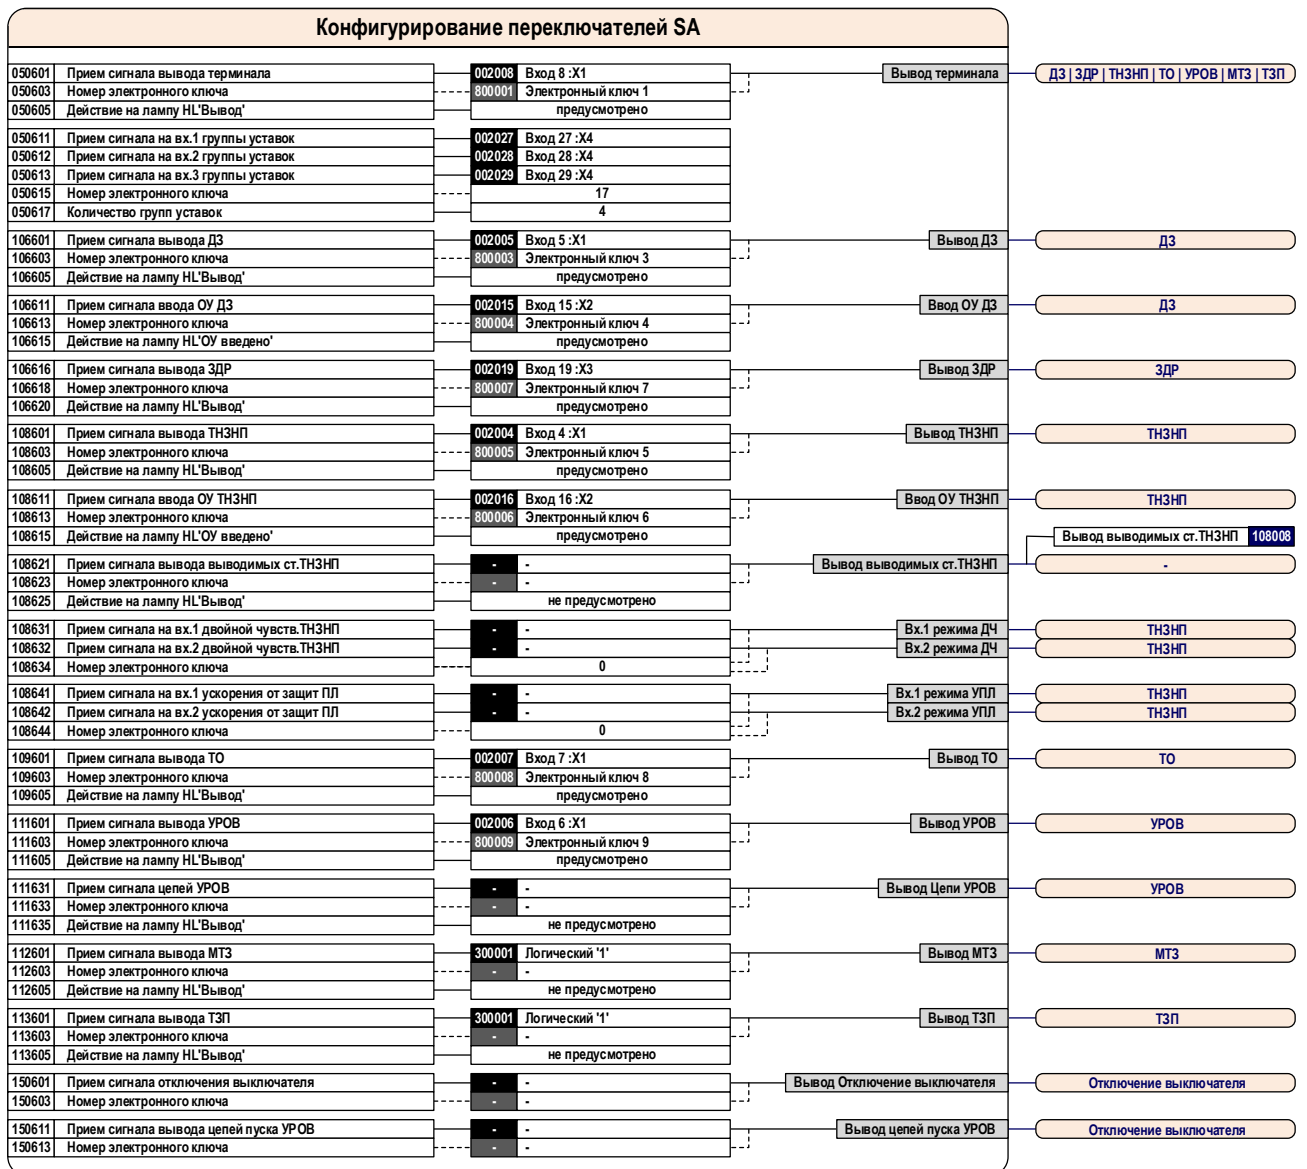 Конфигурирование переключателей SA
050601 Прием сигнала вывода терминала 002008 Вход 8 :X1 Вывод терминала ДЗ | ЗДР | ТНЗНП | ТО | УРОВ | МТЗ | ТЗП
050603 Номер электронного ключа 800001 Электронный ключ 1
050605 Действие на лампу HL'Вывод' предусмотрено
050611 Прием сигнала на вх.1 группы уставок 002027 Вход 27 :X4
050612 Прием сигнала на вх.2 группы уставок 002028 Вход 28 :X4
050613 Прием сигнала на вх.3 группы уставок 002029 Вход 29 :X4
050615 Номер электронного ключа 17
050617 Количество групп уставок 4
106601 Прием сигнала вывода ДЗ 002005 Вход 5 :X1 Вывод ДЗ ДЗ
106603 Номер электронного ключа 800003 Электронный ключ 3
106605 Действие на лампу HL'Вывод' предусмотрено
106611 Прием сигнала ввода ОУ ДЗ 002015 Вход 15 :X2 Ввод ОУ ДЗ ДЗ
106613 Номер электронного ключа 800004 Электронный ключ 4
106615 Действие на лампу HL'ОУ введено' предусмотрено
106616 Прием сигнала вывода ЗДР 002019 Вход 19 :X3 Вывод ЗДР ЗДР
106618 Номер электронного ключа 800007 Электронный ключ 7
106620 Действие на лампу HL'Вывод' предусмотрено
108601 Прием сигнала вывода ТНЗНП 002004 Вход 4 :X1 Вывод ТНЗНП ТНЗНП
108603 Номер электронного ключа 800005 Электронный ключ 5
108605 Действие на лампу HL'Вывод' предусмотрено
108611 Прием сигнала ввода ОУ ТНЗНП 002016 Вход 16 :X2 Ввод ОУ ТНЗНП ТНЗНП
108613 Номер электронного ключа 800006 Электронный ключ 6
108615 Действие на лампу HL'ОУ введено' предусмотрено Вывод выводимых ст.ТНЗНП 108008
108621 Прием сигнала вывода выводимых ст.ТНЗНП - - Вывод выводимых ст.ТНЗНП -
108623 Номер электронного ключа - -
108625 Действие на лампу HL'Вывод' не предусмотрено
108631 Прием сигнала на вх.1 двойной чувств.ТНЗНП - - Вх.1 режима ДЧ ТНЗНП
108632 Прием сигнала на вх.2 двойной чувств.ТНЗНП - - Вх.2 режима ДЧ ТНЗНП
108634 Номер электронного ключа 0
108641 Прием сигнала на вх.1 ускорения от защит ПЛ - - Вх.1 режима УПЛ ТНЗНП
108642 Прием сигнала на вх.2 ускорения от защит ПЛ - - Вх.2 режима УПЛ ТНЗНП
108644 Номер электронного ключа 0
109601 Прием сигнала вывода ТО 002007 Вход 7 :X1 Вывод ТО ТО
109603 Номер электронного ключа 800008 Электронный ключ 8
109605 Действие на лампу HL'Вывод' предусмотрено
111601 Прием сигнала вывода УРОВ 002006 Вход 6 :X1 Вывод УРОВ УРОВ
111603 Номер электронного ключа 800009 Электронный ключ 9
111605 Действие на лампу HL'Вывод' предусмотрено
111631 Прием сигнала цепей УРОВ - - Вывод Цепи УРОВ УРОВ
111633 Номер электронного ключа - -
111635 Действие на лампу HL'Вывод' не предусмотрено
112601 Прием сигнала вывода МТЗ 300001 Логический '1' Вывод МТЗ МТЗ
112603 Номер электронного ключа - -
112605 Действие на лампу HL'Вывод' не предусмотрено
113601 Прием сигнала вывода ТЗП 300001 Логический '1' Вывод ТЗП ТЗП
113603 Номер электронного ключа - -
113605 Действие на лампу HL'Вывод' не предусмотрено
150601 Прием сигнала отключения выключателя - - Вывод Отключение выключателя Отключение выключателя
150603 Номер электронного ключа - -
150611 Прием сигнала вывода цепей пуска УРОВ - - Вывод цепей пуска УРОВ Отключение выключателя
150613 Номер электронного ключа - -